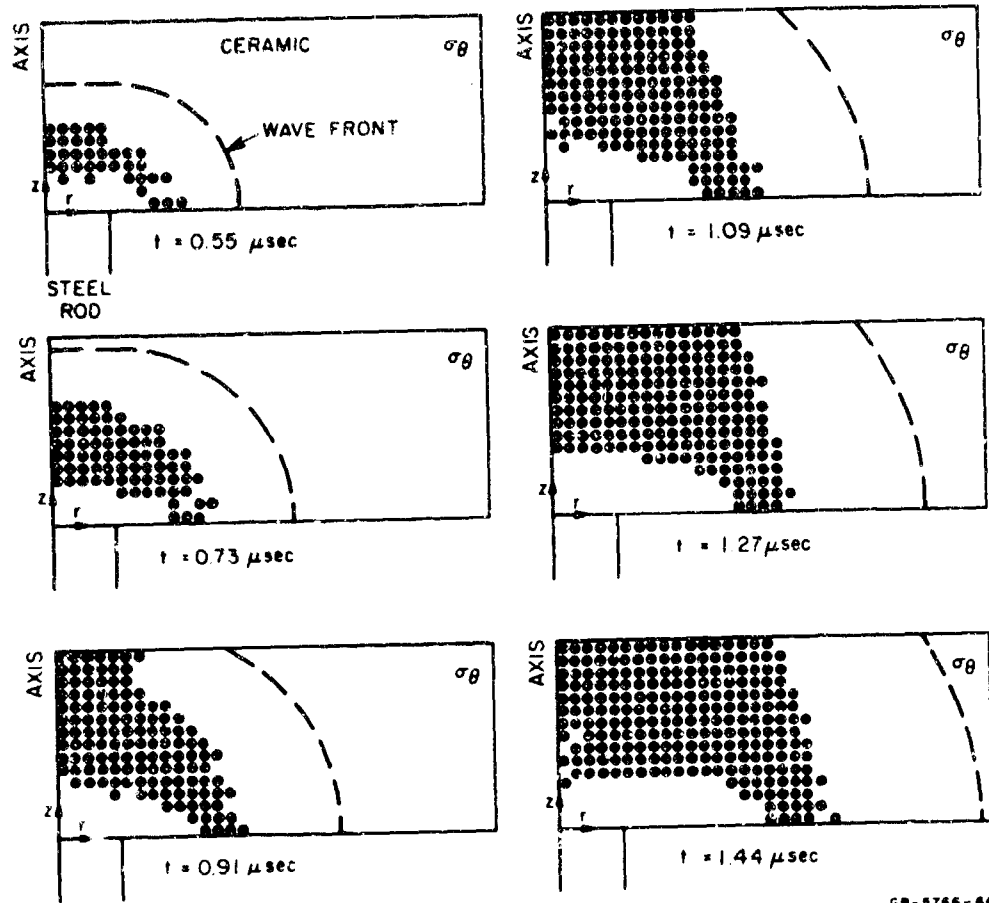 AXIS
CERAMIC
σθ
WAVE FRONT
z
r
t = 0.55 μsec
STEEL
ROD
AXIS
σθ
z
r
t = 1.09 μsec
AXIS
σθ
z
r
t = 0.73 μsec
AXIS
σθ
z
r
t = 1.27 μsec
AXIS
σθ
z
r
t = 0.91 μsec
AXIS
σθ
z
r
t = 1.44 μsec